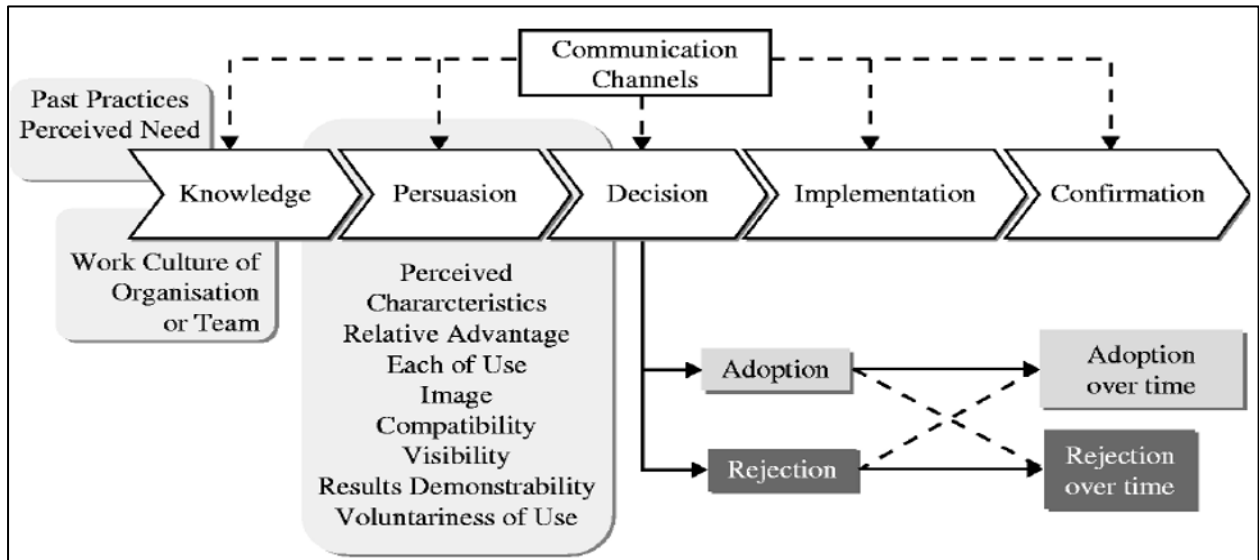 Communication
Channels
Past Practices
Perceived Need
Knowledge
Persuasion
Decision
Implementation
Confirmation
Work Culture of
Organisation
or Team
Perceived
Chararcteristics
Relative Advantage
Each of Use
Image
Compatibility
Visibility
Results Demonstrability
Voluntariness of Use
Adoption
Adoption
over time
Rejection
Rejection
over time